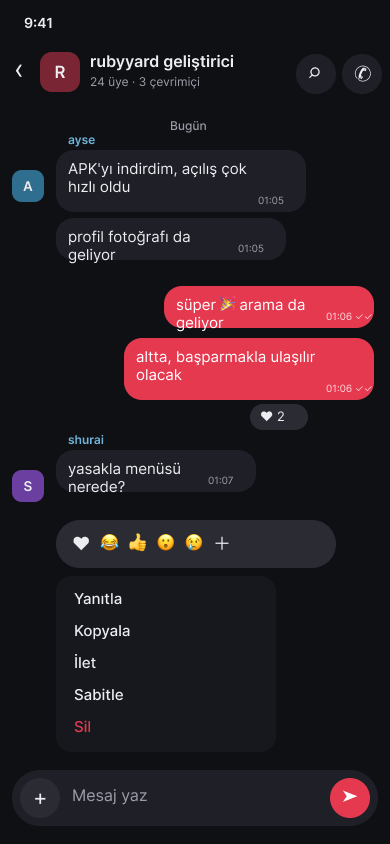 9:41
R
rubyyard geliştirici
24 üye · 3 çevrimiçi
Bugün
ayse
A
APK'yı indirdim, açılış çok
hızlı oldu
01:05
profil fotoğrafı da
geliyor
01:05
süper 🎉 arama da
geliyor
01:06 ✓✓
altta, başparmakla ulaşılır
olacak
01:06 ✓✓
♥ 2
shurai
S
yasakla menüsü
nerede?
01:07
♥ 😂 👍 😮 😢 +
Yanıtla
Kopyala
İlet
Sabitle
Sil
+ Mesaj yaz